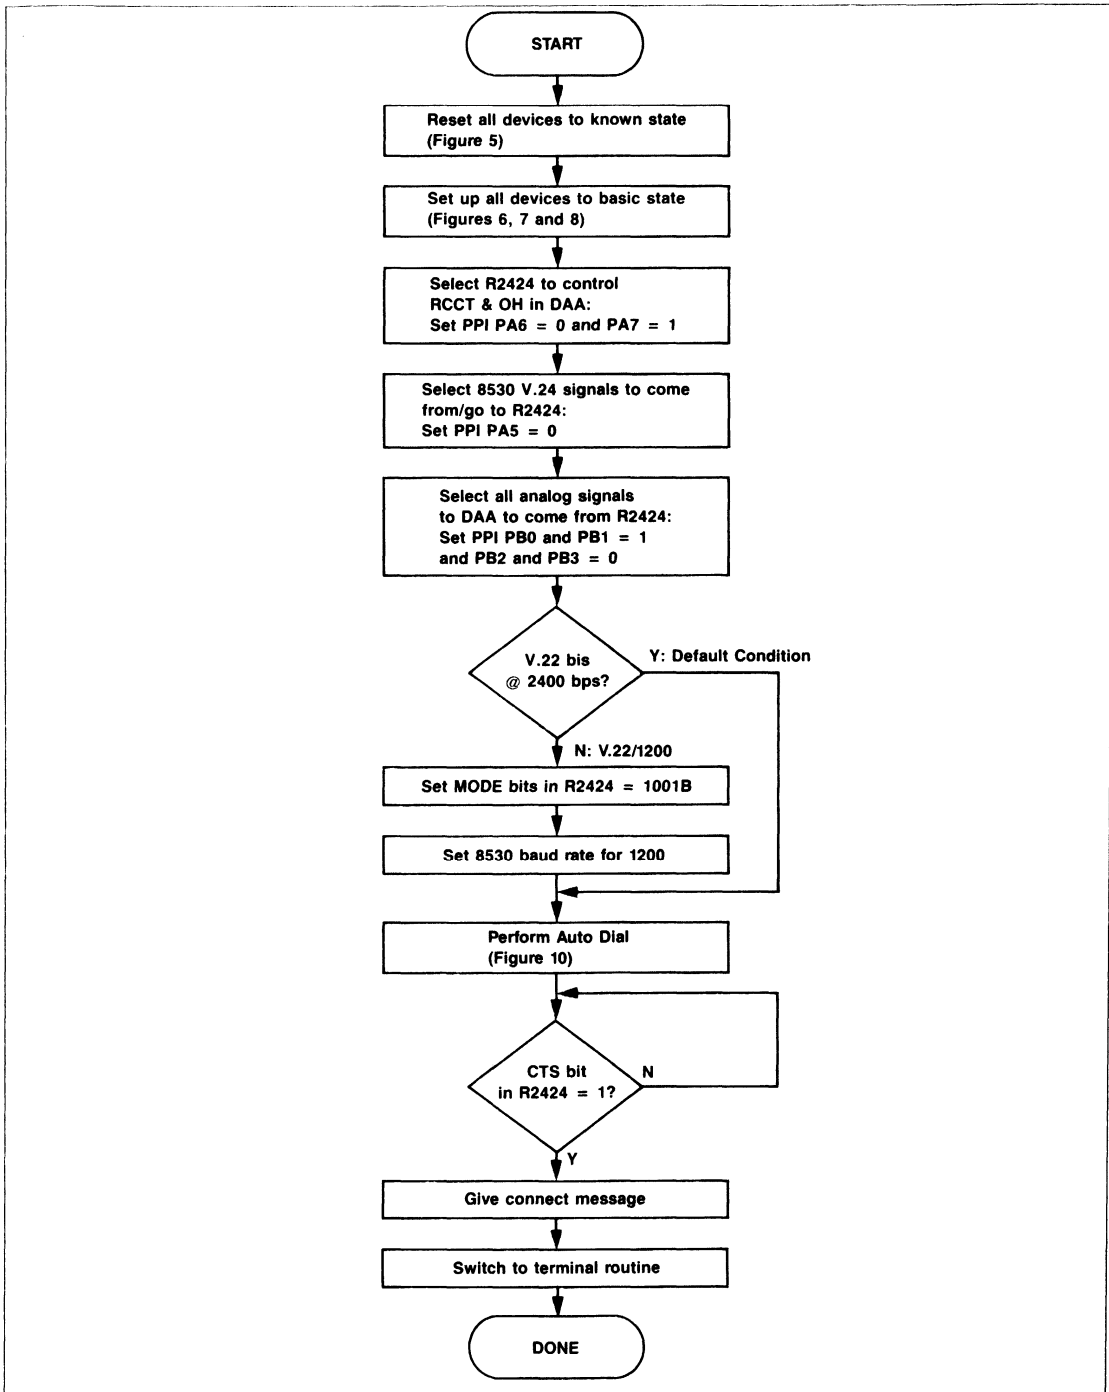 START
Reset all devices to known state
(Figure 5)
Set up all devices to basic state
(Figures 6, 7 and 8)
Select R2424 to control
RCCT & OH in DAA:
Set PPI PA6 = 0 and PA7 = 1
Select 8530 V.24 signals to come
from/go to R2424:
Set PPI PA5 = 0
Select all analog signals
to DAA to come from R2424:
Set PPI PB0 and PB1 = 1
and PB2 and PB3 = 0
V.22 bis
@ 2400 bps?
Y: Default Condition
N: V.22/1200
Set MODE bits in R2424 = 1001B
Set 8530 baud rate for 1200
Perform Auto Dial
(Figure 10)
CTS bit
in R2424 = 1?
N
Y
Give connect message
Switch to terminal routine
DONE